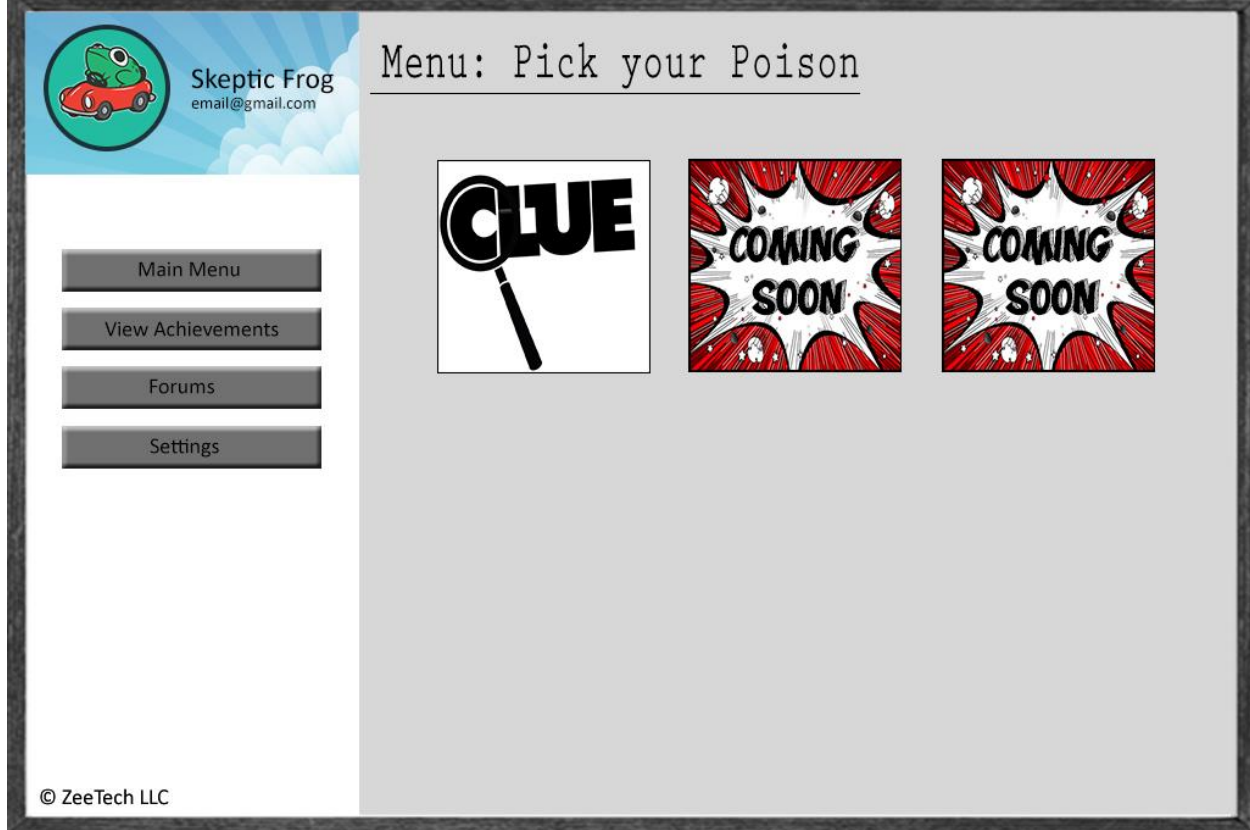 Skeptic Frog
email@gmail.com
Main Menu
View Achievements
Forums
Settings
© ZeeTech LLC
Menu: Pick your Poison
CLUE
COMING
SOON
COMING
SOON